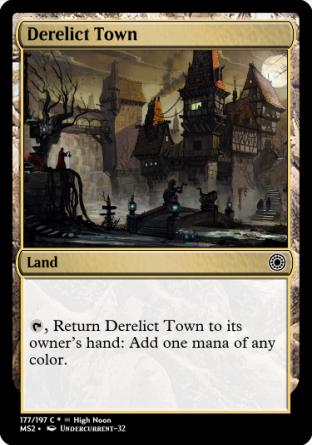 Derelict Town
Land
, Return Derelict Town to its
owner's hand: Add one mana of any
color.
177/197 C * = High Noon
MS2 • Undercurrent-32